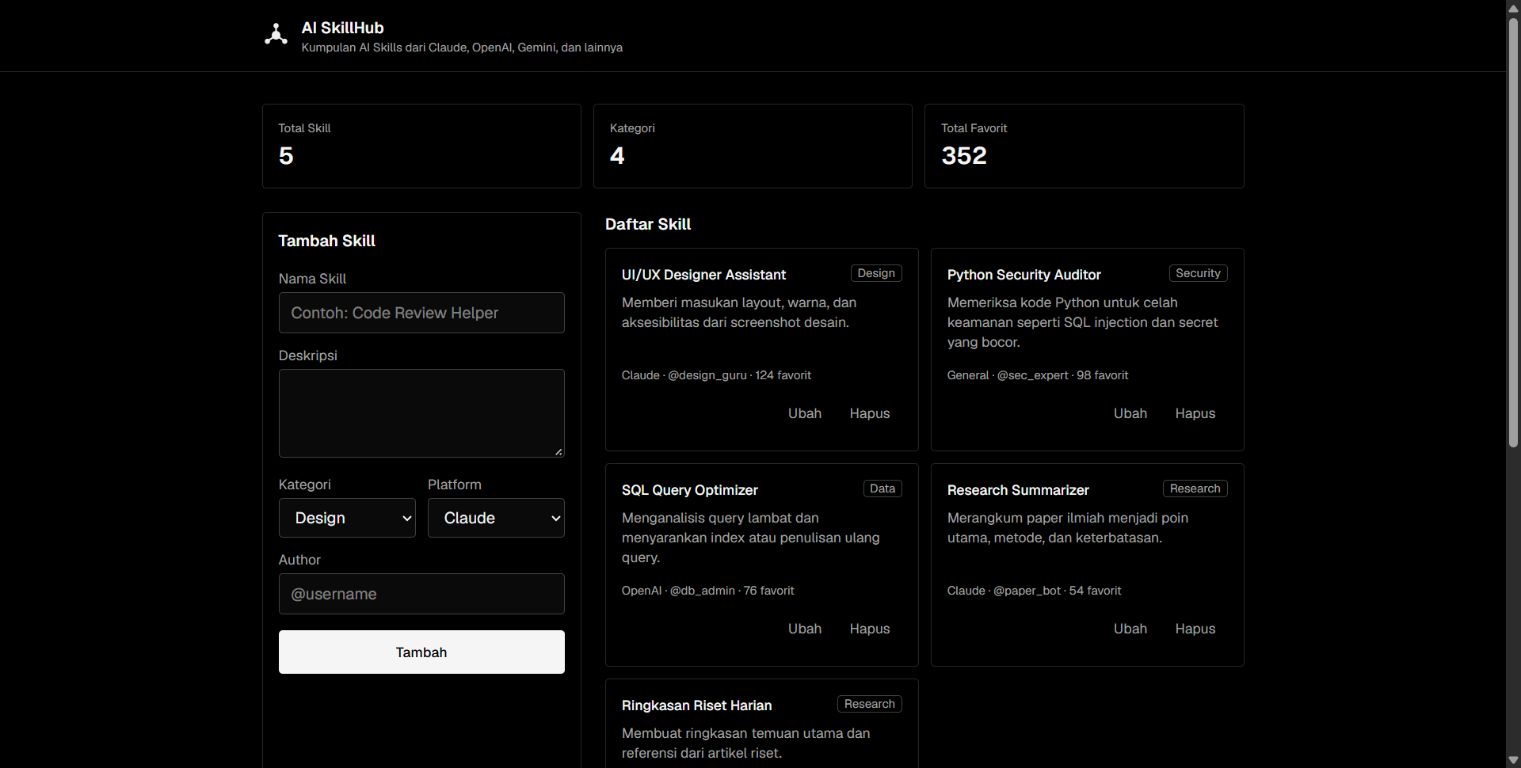 AI SkillHub
Kumpulan AI Skills dari Claude, OpenAI, Gemini, dan lainnya
Total Skill
5
Kategori
4
Total Favorit
352
Tambah Skill
Nama Skill
Contoh: Code Review Helper
Deskripsi
Kategori
Platform
Design
Claude
Author
@username
Tambah
Daftar Skill
UI/UX Designer Assistant
Design
Memberi masukan layout, warna, dan
aksesibilitas dari screenshot desain.
Claude · @design_guru · 124 favorit
Ubah
Hapus
Python Security Auditor
Security
Memeriksa kode Python untuk celah
keamanan seperti SQL injection dan secret
yang bocor.
General · @sec_expert · 98 favorit
Ubah
Hapus
SQL Query Optimizer
Data
Menganalisis query lambat dan
menyarankan index atau penulisan ulang
query.
OpenAI · @db_admin · 76 favorit
Ubah
Hapus
Research Summarizer
Research
Merangkum paper ilmiah menjadi poin
utama, metode, dan keterbatasan.
Claude · @paper_bot · 54 favorit
Ubah
Hapus
Ringkasan Riset Harian
Research
Membuat ringkasan temuan utama dan
referensi dari artikel riset.